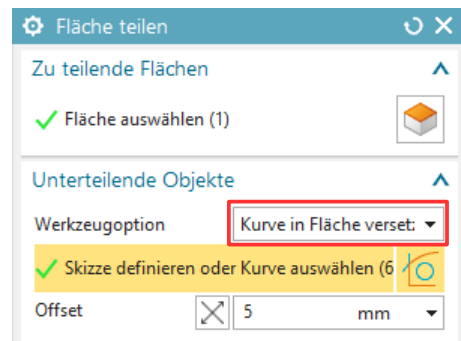 Fläche teilen
Zu teilende Flächen
Fläche auswählen (1)
Unterteilende Objekte
Werkzeugoption Kurve in Fläche verset
Skizze definieren oder Kurve auswählen (6
Offset 5 mm